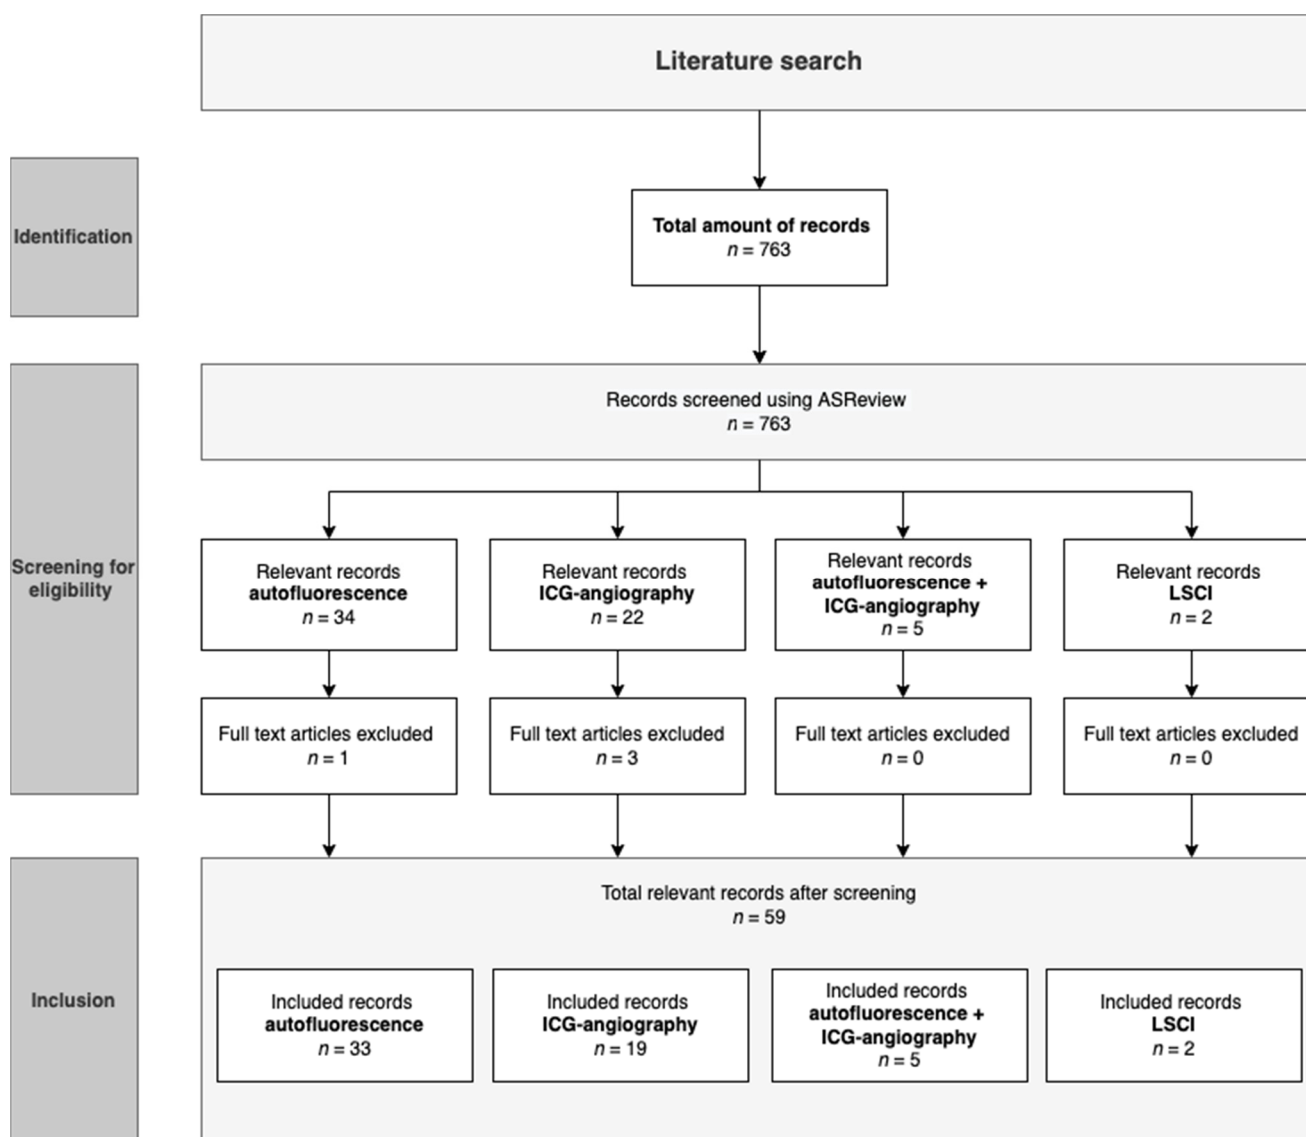 Literature search
Identification
Total amount of records
n = 763
Records screened using ASReview
n = 763
Screening for
eligibility
Relevant records
autofluorescence
n = 34
Relevant records
ICG-angiography
n = 22
Relevant records
autofluorescence +
ICG-angiography
n = 5
Relevant records
LSCI
n = 2
Full text articles excluded
n = 1
Full text articles excluded
n = 3
Full text articles excluded
n = 0
Full text articles excluded
n = 0
Inclusion
Total relevant records after screening
n = 59
Included records
autofluorescence
n = 33
Included records
ICG-angiography
n = 19
Included records
autofluorescence +
ICG-angiography
n = 5
Included records
LSCI
n = 2